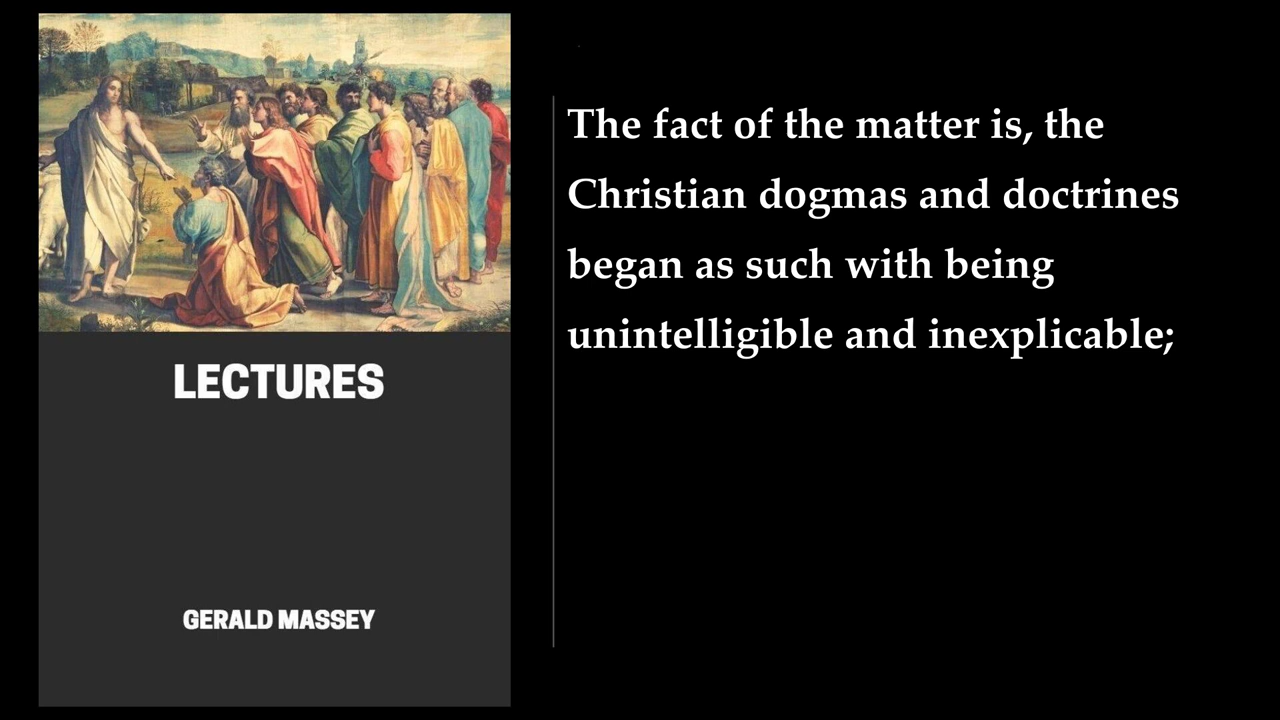 LECTURES
GERALD MASSEY
The fact of the matter is, the
Christian dogmas and doctrines
began as such with being
unintelligible and inexplicable;